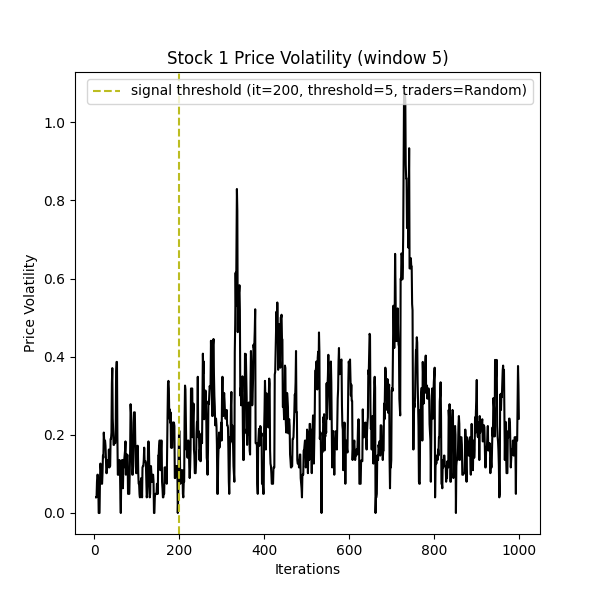 Stock 1 Price Volatility (window 5)
signal threshold (it=200, threshold=5, traders=Random)
1.0
0.8
0.6
0.4
0.2
0.0
Price Volatility
0 200 400 600 800 1000
Iterations